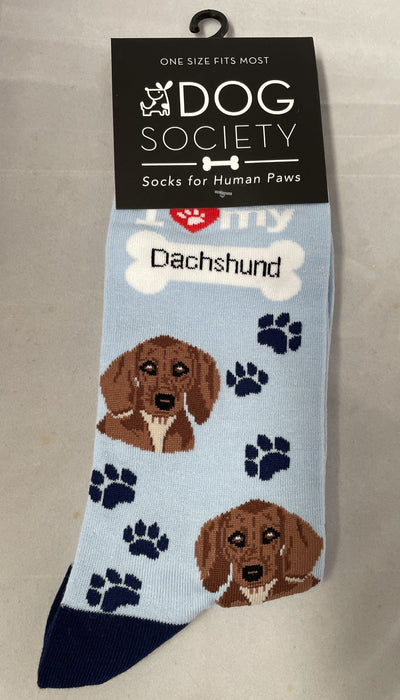 ONE SIZE FITS MOST
DOG
SOCIETY
Socks for Human Paws
I my
Dachshund